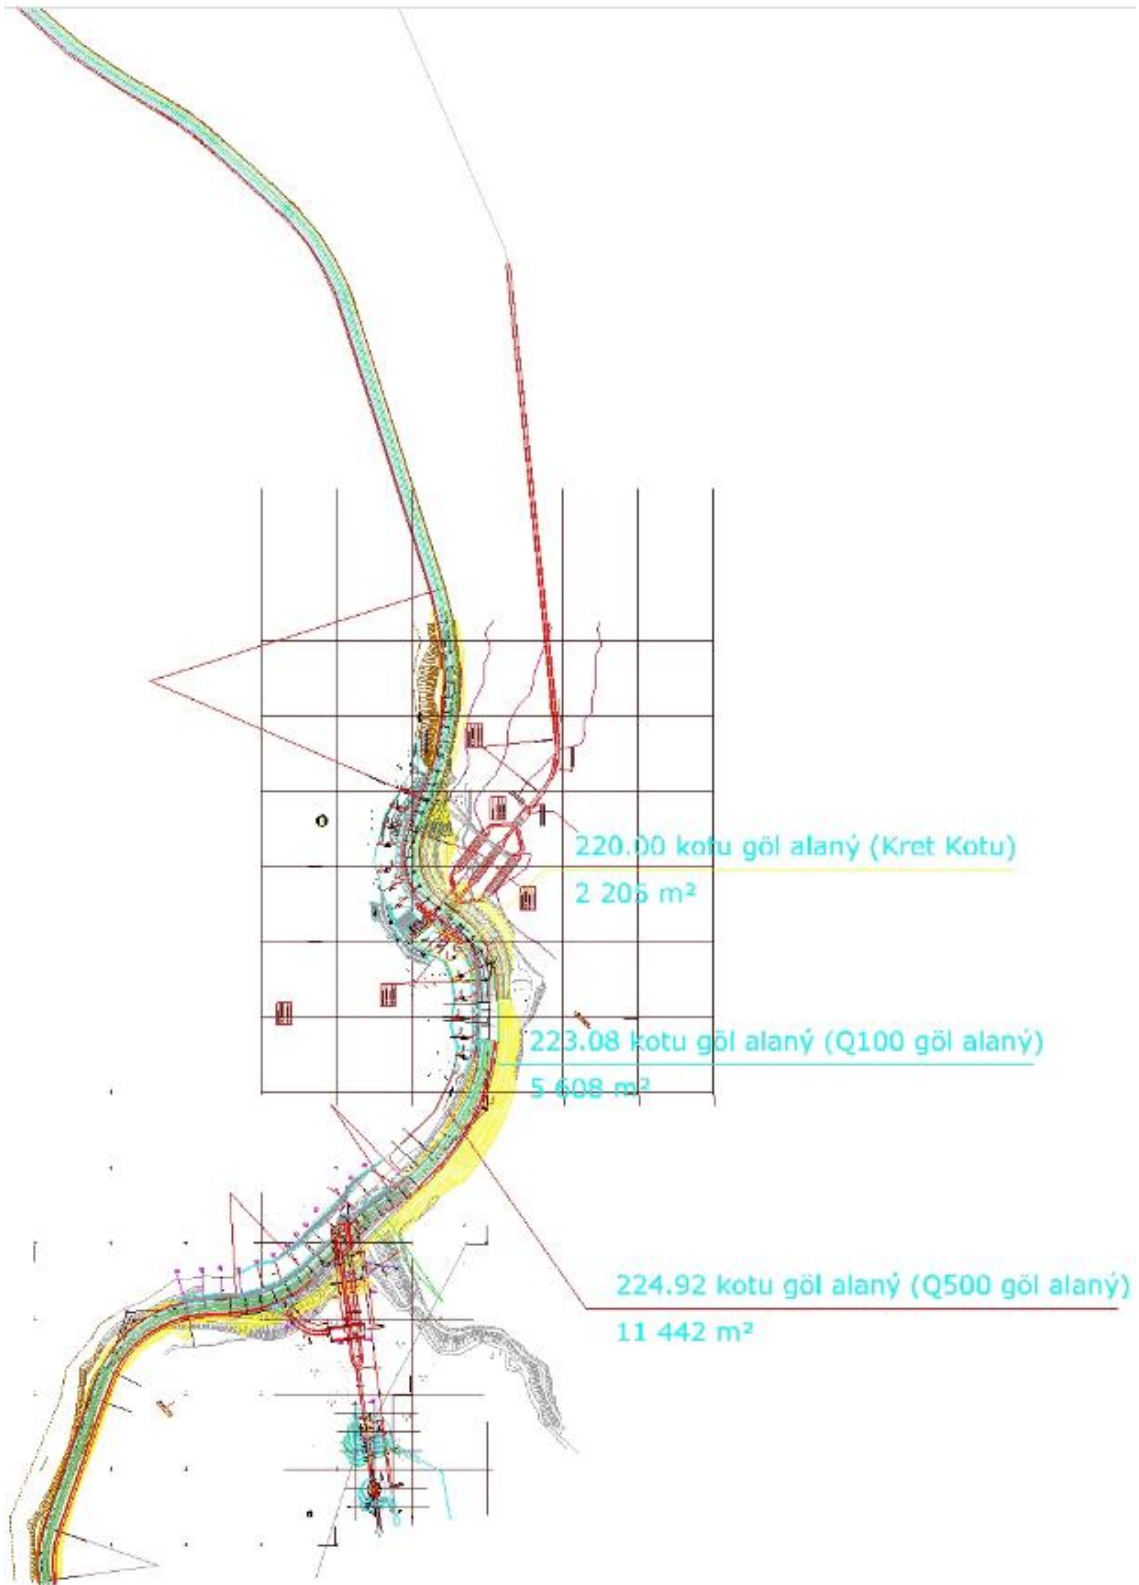 220.00 kotu göl alaný (Kret Kotu)
2 205 m²
223.08 kotu göl alaný (Q100 göl alaný)
5 608 m²
224.92 kotu göl alaný (Q500 göl alaný)
11 442 m²